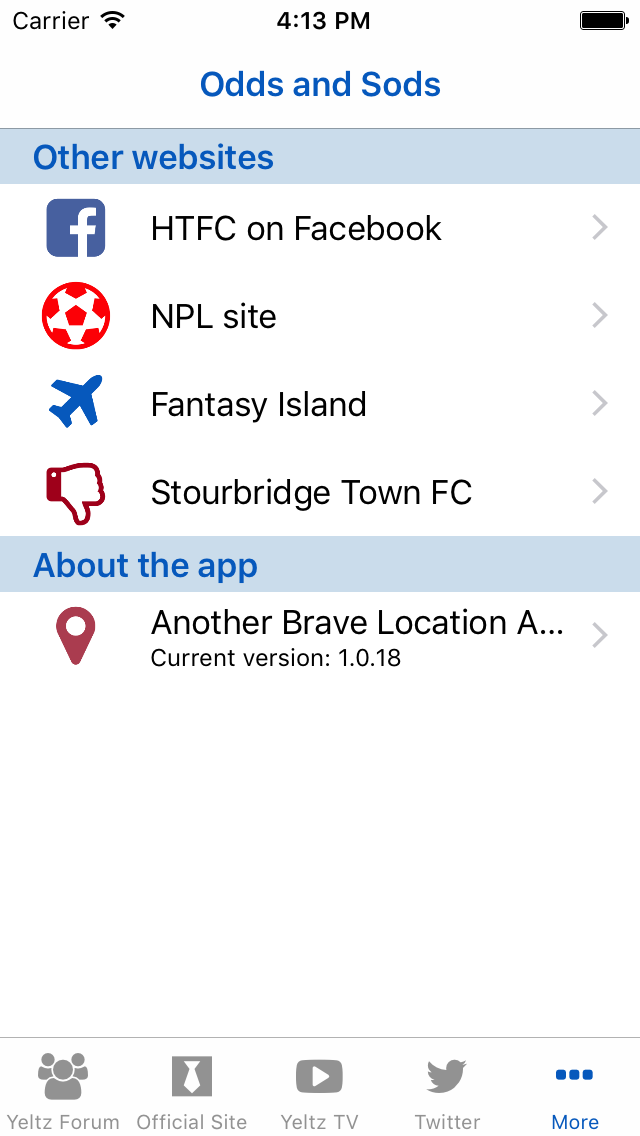 Carrier 4:13 PM
Odds and Sods
Other websites
HTFC on Facebook
NPL site
Fantasy Island
Stourbridge Town FC
About the app
Another Brave Location A...
Current version: 1.0.18
Yeltz Forum Official Site Yeltz TV Twitter More